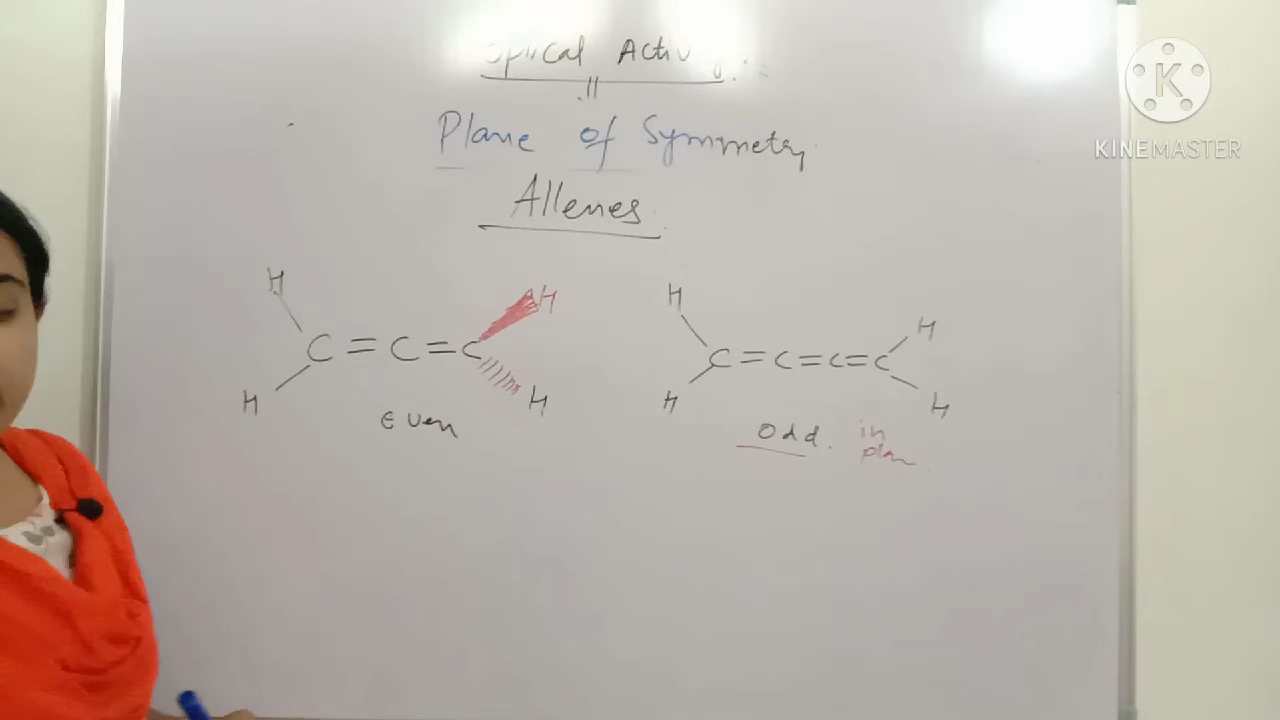 Plane of Symmetry
Allenes.
H H H H
C = C = C C = C = C = C
H H H H
Even Odd. in
plan
KINEMASTER